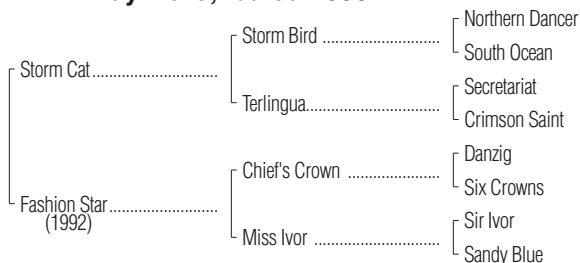 Northern Dancer
Storm Bird
South Ocean
Storm Cat
Secretariat
Terlingua
Crimson Saint
Danzig
Chief's Crown
Six Crowns
Fashion Star
(1992)
Sir Ivor
Miss Ivor
Sandy Blue